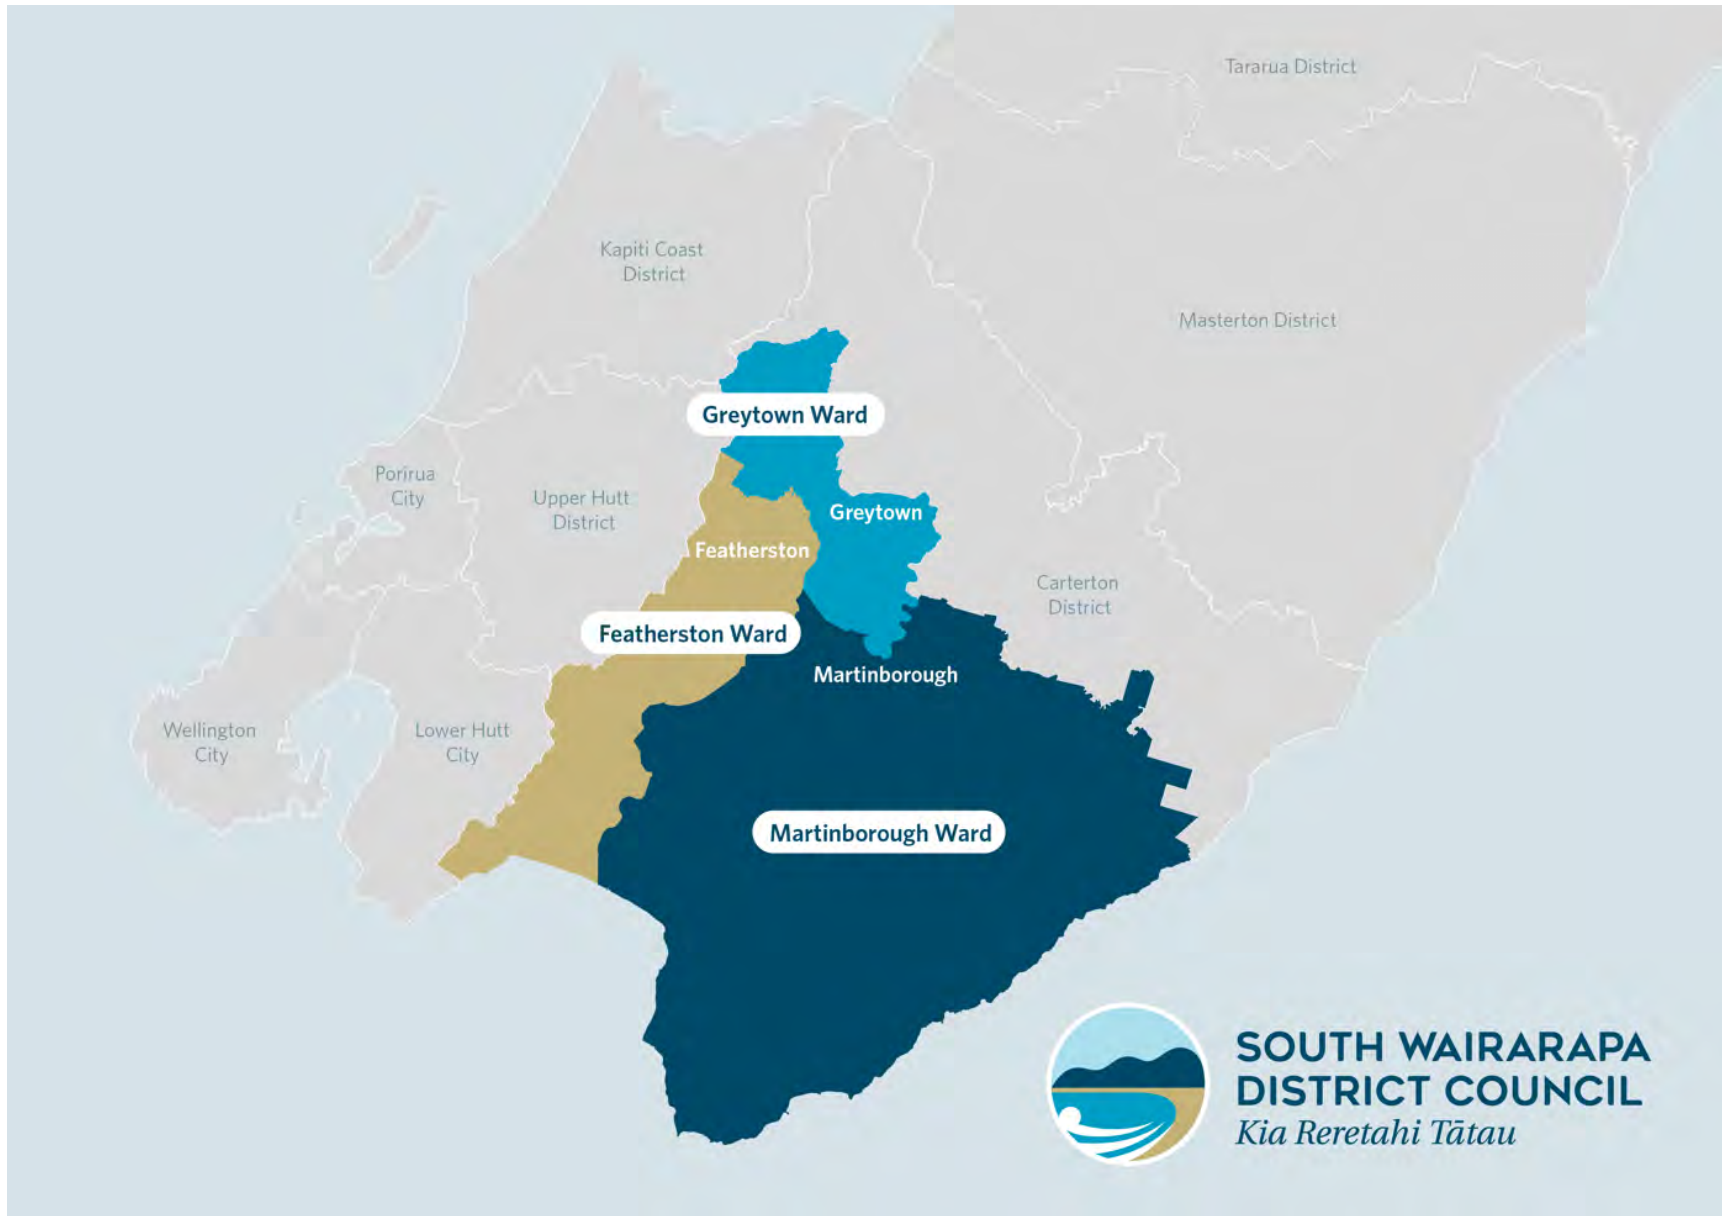 Tararua District
Kapiti Coast
District
Masterton District
Greytown Ward
Porirua
City
Upper Hutt
District
Greytown
Featherston
Carterton
District
Featherston Ward
Martinborough
Wellington
City
Lower Hutt
City
Martinborough Ward
SOUTH WAIRARAPA
DISTRICT COUNCIL
Kia Reretahi Tātau